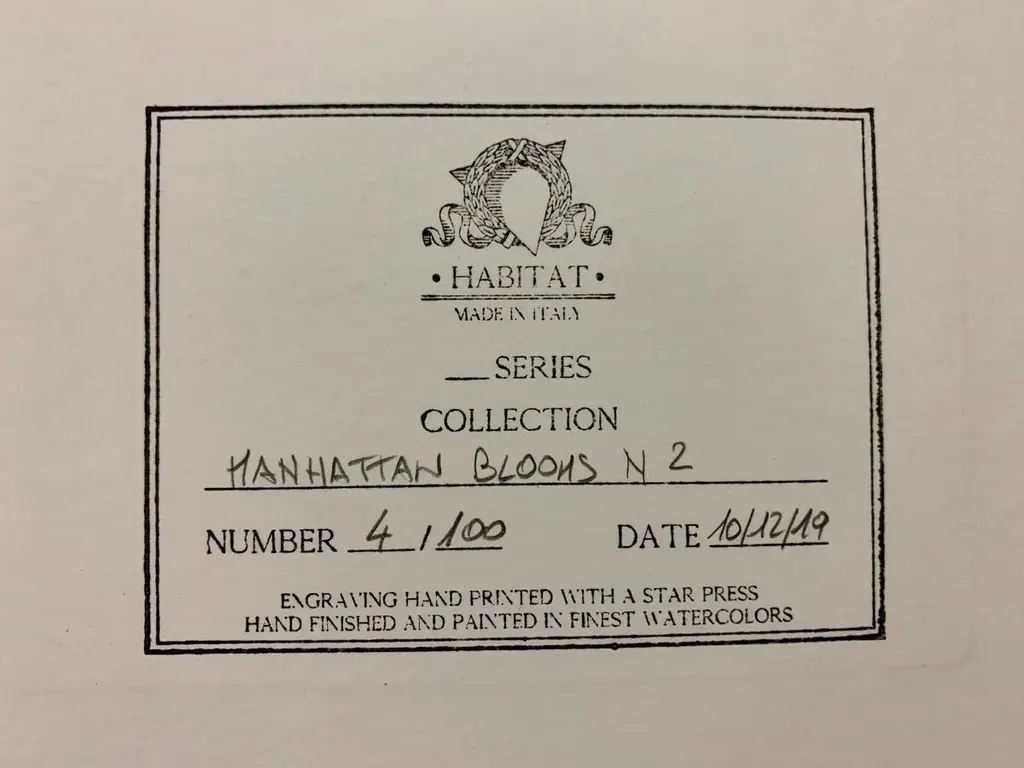 • HABITAT •
MADE IN ITALY
___ SERIES
COLLECTION
MANHATTAN BLOOMS N 2
NUMBER 4 / 100 DATE 10/12/19
ENGRAVING HAND PRINTED WITH A STAR PRESS
HAND FINISHED AND PAINTED IN FINEST WATERCOLORS